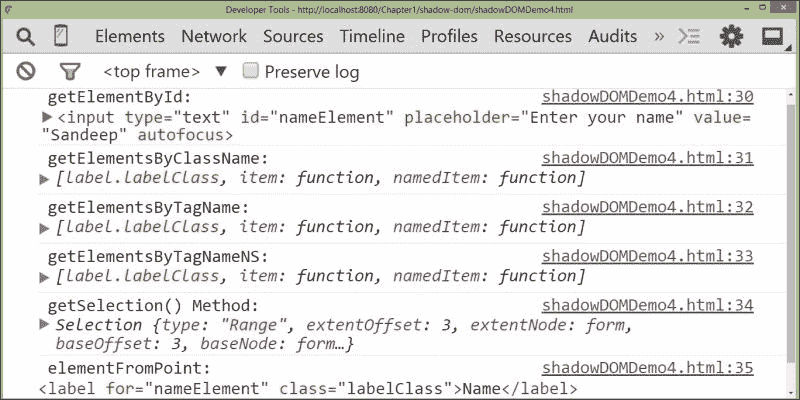 Developer Tools - http://localhost:8080/Chapter1/shadow-dom/shadowDOMDemo4.html
Elements Network Sources Timeline Profiles Resources Audits »
<top frame> ▼ Preserve log
getElementById: shadowDOMDemo4.html:30
▶<input type="text" id="nameElement" placeholder="Enter your name" value=
"Sandeep" autofocus>
getElementsByClassName: shadowDOMDemo4.html:31
▶[label.labelClass, item: function, namedItem: function]
getElementsByTagName: shadowDOMDemo4.html:32
▶[label.labelClass, item: function, namedItem: function]
getElementsByTagNameNS: shadowDOMDemo4.html:33
▶[label.labelClass, item: function, namedItem: function]
getSelection() Method: shadowDOMDemo4.html:34
▶Selection {type: "Range", extentOffset: 3, extentNode: form,
baseOffset: 3, baseNode: form…}
elementFromPoint: shadowDOMDemo4.html:35
<label for="nameElement" class="labelClass">Name</label>